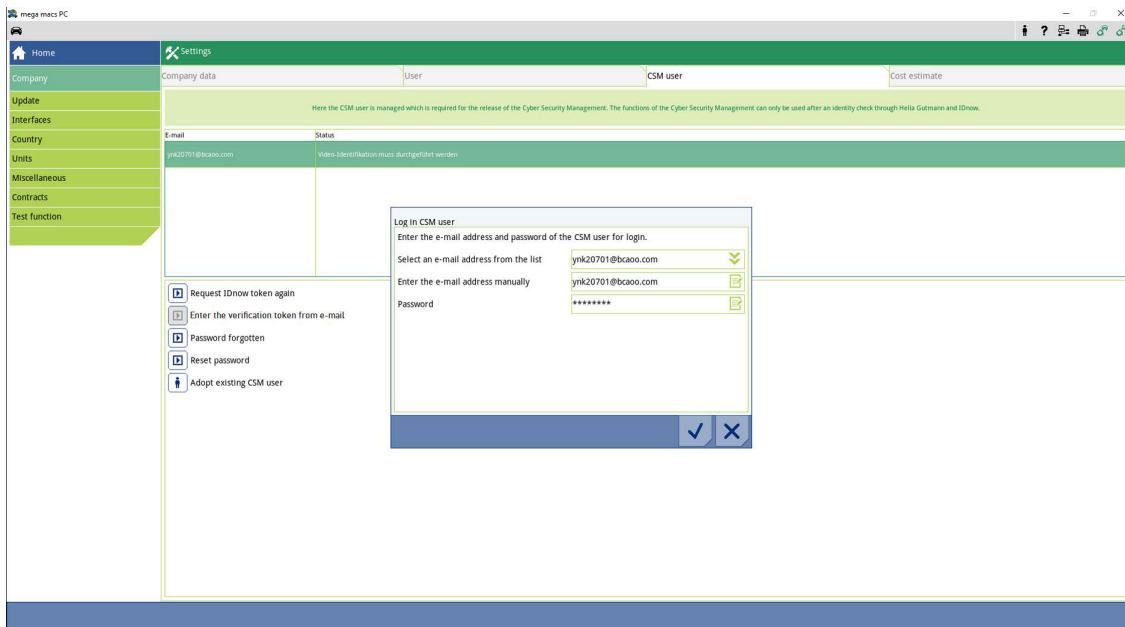 mega macs PC
Home
Settings
Company
Company data
User
CSM user
Cost estimate
Update
Interfaces
Country
Units
Miscellaneous
Contracts
Test function
Here the CSM user is managed which is required for the release of the Cyber Security Management. The functions of the Cyber Security Management can only be used after an identity check through Hella Gutmann and IDnow.
E-mail
Status
ynk20701@bcaoo.com
Video-Identifikation muss durchgeführt werden
Log in CSM user
Enter the e-mail address and password of the CSM user for login.
Select an e-mail address from the list
ynk20701@bcaoo.com
Enter the e-mail address manually
ynk20701@bcaoo.com
Password
********
Request IDnow token again
Enter the verification token from e-mail
Password forgotten
Reset password
Adopt existing CSM user